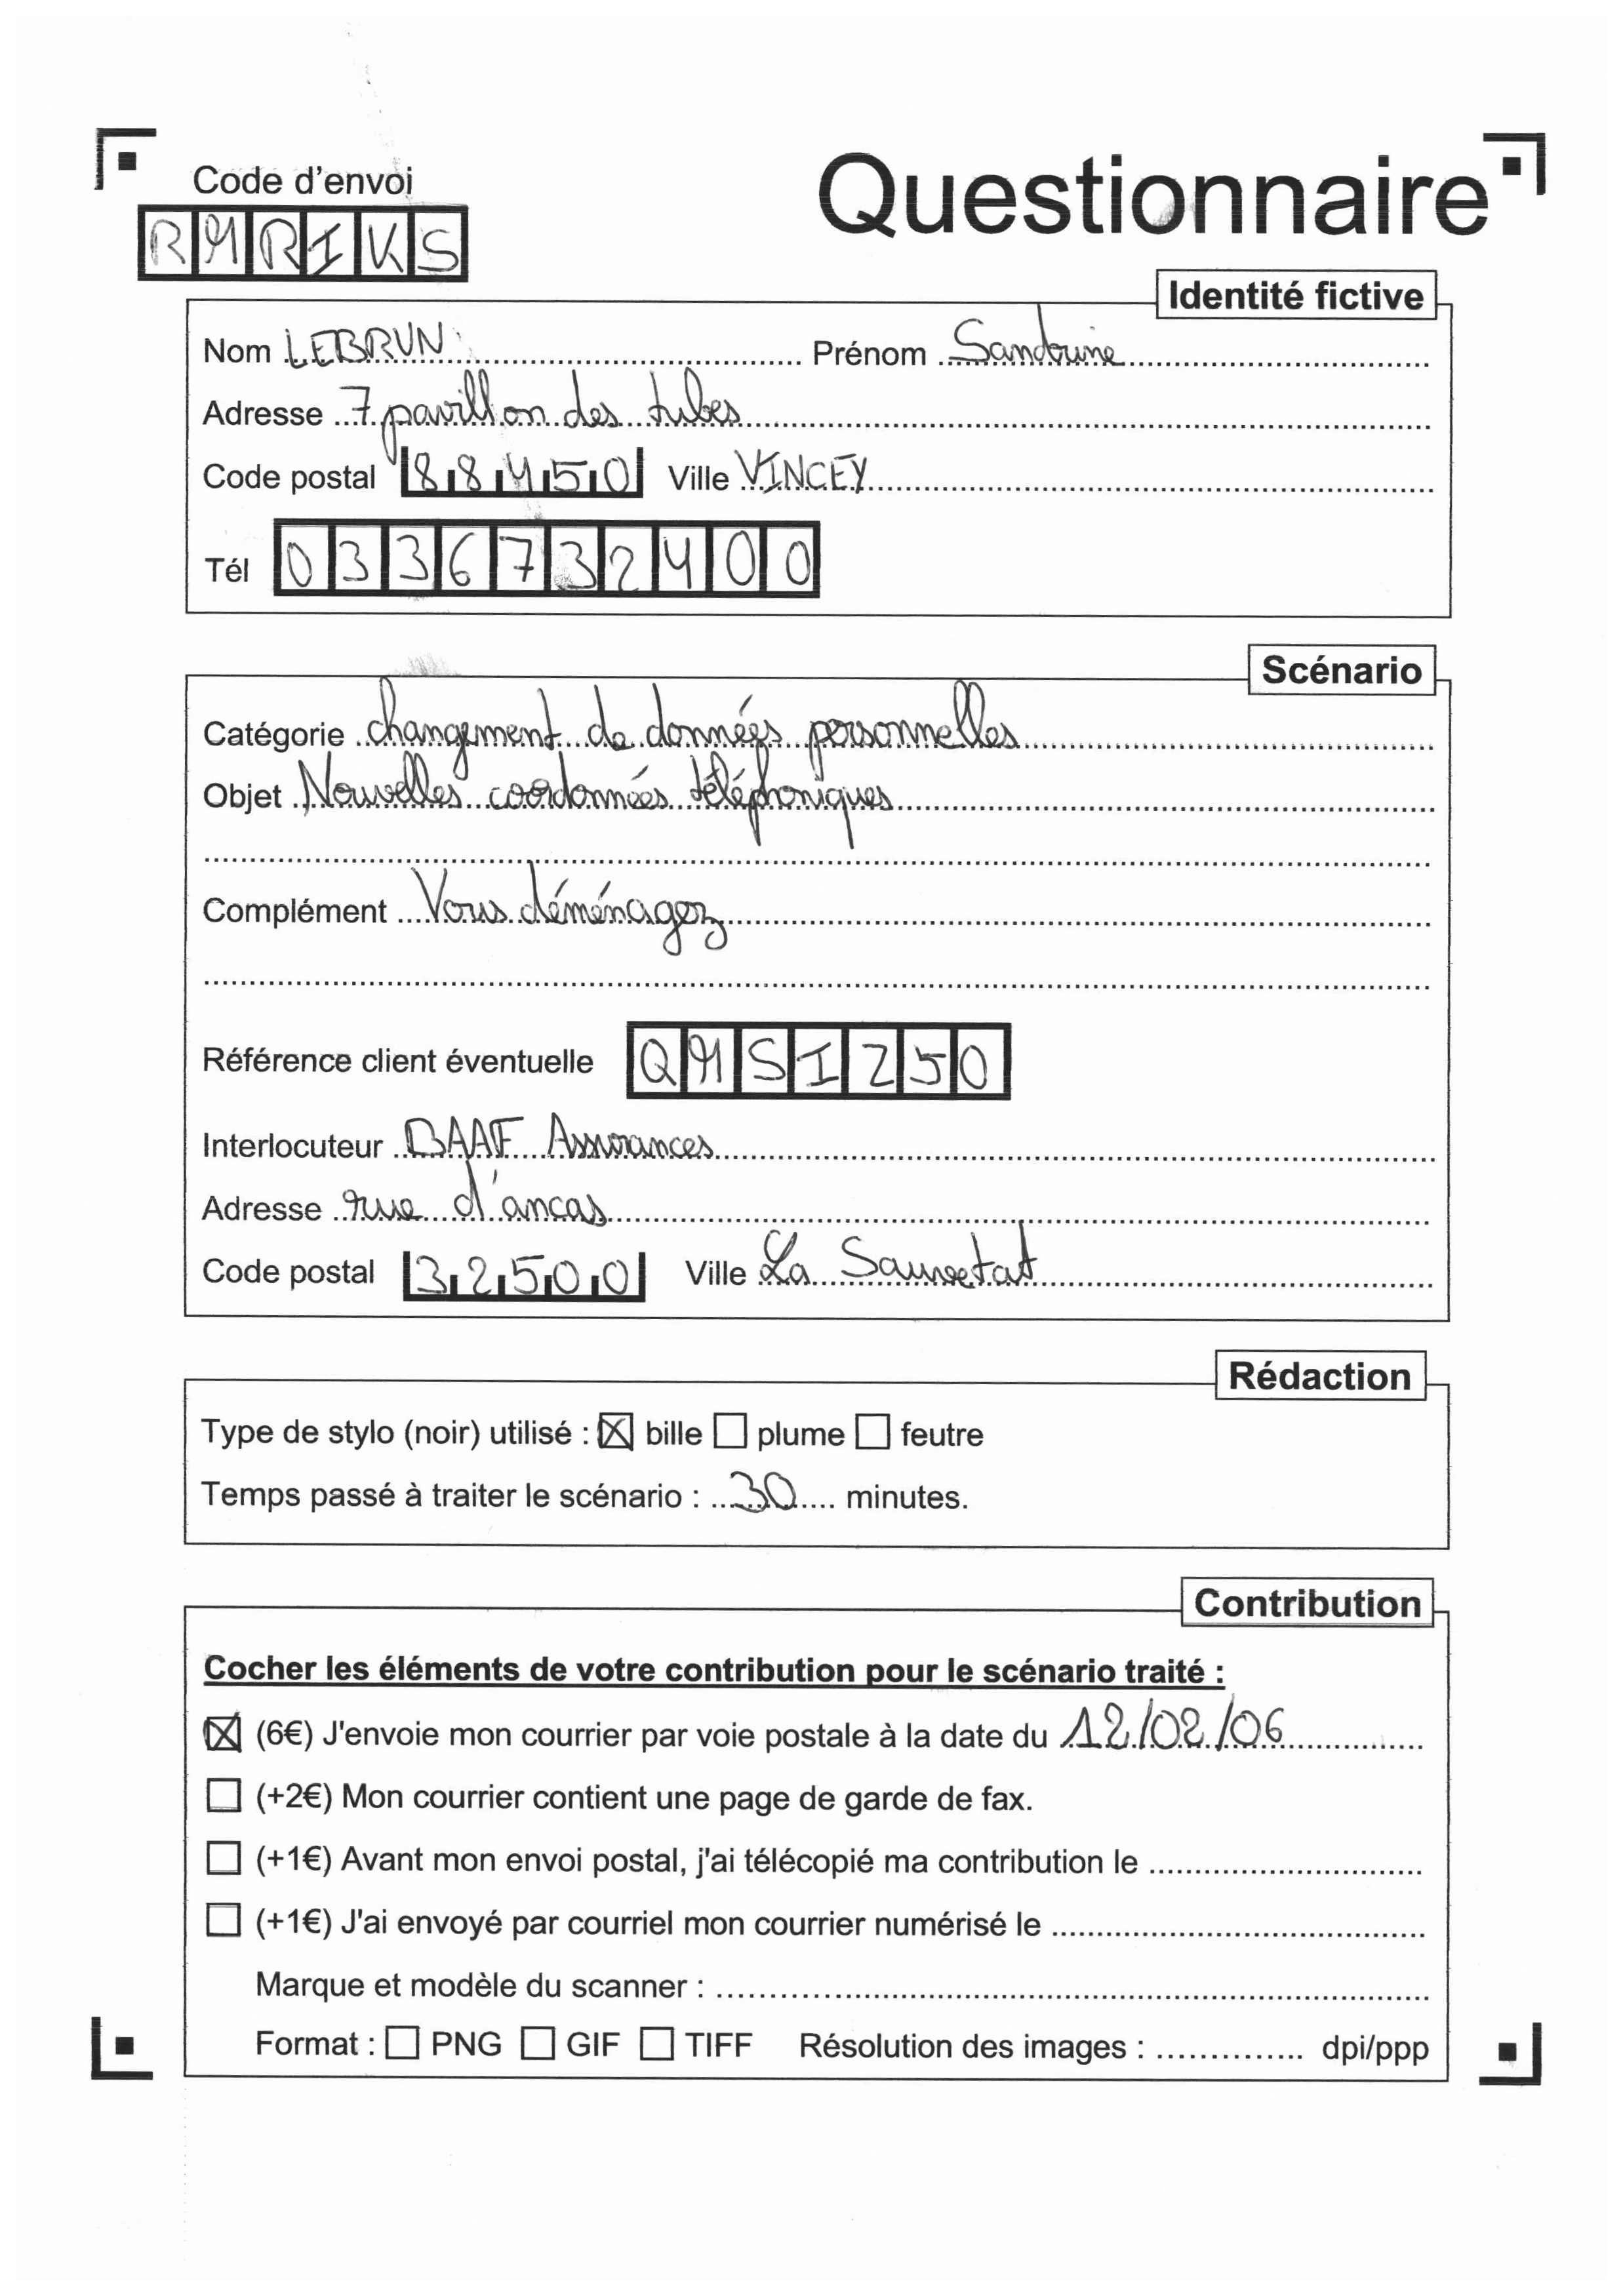 Code d'envoi
Questionnaire
RMRIKS
Identité fictive
Nom LEBRUN Prénom Sandrine
Adresse 7 pavillon des tubes
Code postal 88450 Ville VINCEY
Tél 0336732400
Scénario
Catégorie changement de données personnelles
Objet Nouvelles coordonnées téléphoniques
Complément Vous déménagez
Référence client éventuelle QMSIZ50
Interlocuteur BAAF Assurances
Adresse rue d'ancas
Code postal 32500 Ville La Sauvetat
Rédaction
Type de stylo (noir) utilisé : ☒ bille ☐ plume ☐ feutre
Temps passé à traiter le scénario : 30 minutes.
Contribution
Cocher les éléments de votre contribution pour le scénario traité :
☒ (6€) J'envoie mon courrier par voie postale à la date du 12/02/06
☐ (+2€) Mon courrier contient une page de garde de fax.
☐ (+1€) Avant mon envoi postal, j'ai télécopié ma contribution le
☐ (+1€) J'ai envoyé par courriel mon courrier numérisé le
Marque et modèle du scanner :
Format : ☐ PNG ☐ GIF ☐ TIFF Résolution des images : dpi/ppp